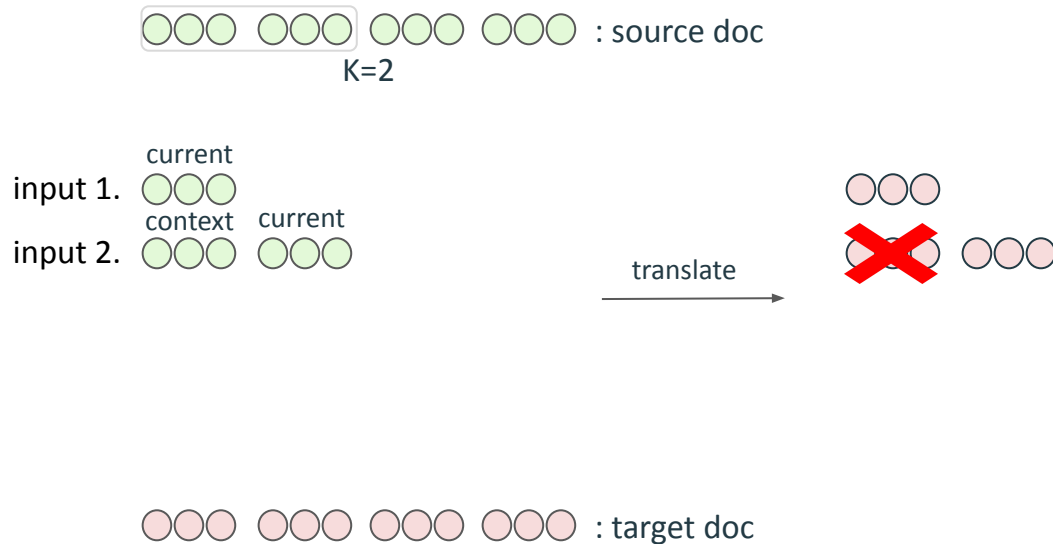 : source doc
K=2
current
input 1.
context current
input 2.
translate
: target doc